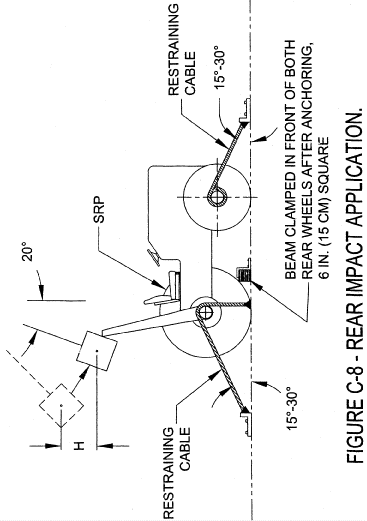 20°
H
SRP
RESTRAINING
CABLE
15°-30°
RESTRAINING
CABLE
15°-30°
BEAM CLAMPED IN FRONT OF BOTH
REAR WHEELS AFTER ANCHORING,
6 IN. (15 CM) SQUARE
FIGURE C-8 - REAR IMPACT APPLICATION.